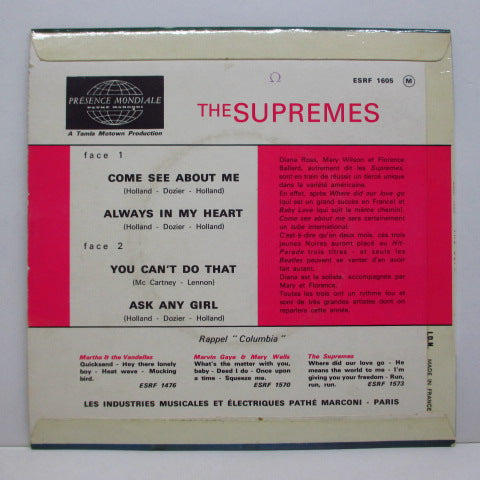 Ω
ESRF 1605 M
PRÉSENCE MONDIALE
PATHÉ MARCONI
A Tamla Motown Production
THE SUPREMES
face 1
COME SEE ABOUT ME
(Holland - Dozier - Holland)
ALWAYS IN MY HEART
(Holland - Dozier - Holland)
face 2
YOU CAN'T DO THAT
(Mc Cartney - Lennon)
ASK ANY GIRL
(Holland - Dozier - Holland)
Diana Ross, Mary Wilson et Florence
Ballard, autrement dit les Supremes,
sont en train de réussir un tiercé unique
dans la variété américaine.
En effet, après Where did our love go
(qui est un grand succès en France) et
Baby Love (qui suit le même chemin),
Come see about me sera certainement
un tube international.
C'est-à-dire qu'en deux mois, ces trois
jeunes Noires auront placé au Hit-
Parade trois titres - et seuls les
Beatles peuvent se vanter d'en avoir
fait autant.
Diana est la soliste, accompagnée par
Mary et Florence.
Toutes les trois ont un rythme fou et
sont de très grandes artistes dont on
reparlera cette année.
Rappel "Columbia"
Martha & the Vandellas
Quicksand - Hey there lonely
boy - Heat wave - Mocking
bird.
ESRF 1476
Marvin Gaye & Mary Wells
What's the matter with you,
baby - Deed I do - Once upon
a time - Squeeze me.
ESRF 1570
The Supremes
Where did our love go - He
means the world to me - I'm
giving you your freedom - Run,
run, run.
ESRF 1573
LES INDUSTRIES MUSICALES ET ÉLECTRIQUES PATHÉ MARCONI - PARIS
I.D.N.
MADE IN FRANCE